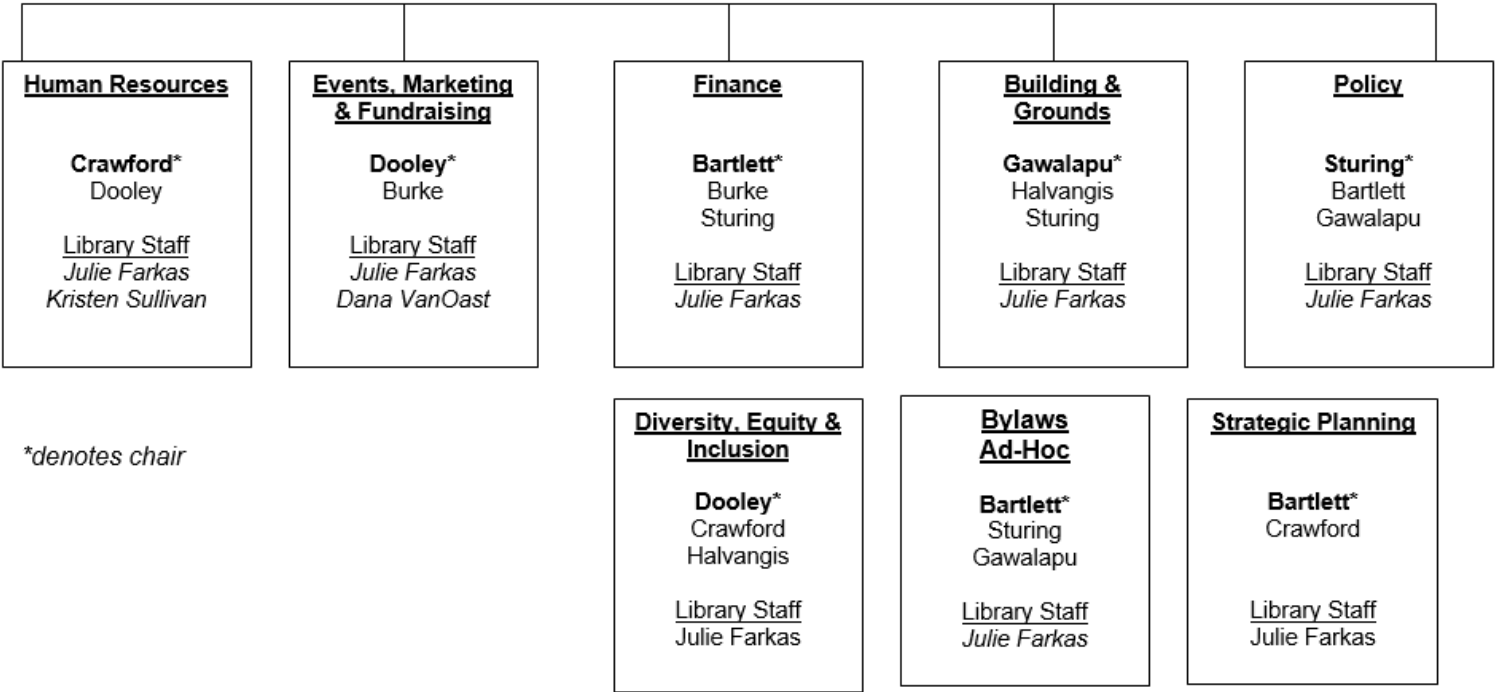 Human Resources
Crawford*
Dooley
Library Staff
Julie Farkas
Kristen Sullivan
Events, Marketing
& Fundraising
Dooley*
Burke
Library Staff
Julie Farkas
Dana VanOast
Finance
Bartlett*
Burke
Sturing
Library Staff
Julie Farkas
Building &
Grounds
Gawalapu*
Halvangis
Sturing
Library Staff
Julie Farkas
Policy
Sturing*
Bartlett
Gawalapu
Library Staff
Julie Farkas
*denotes chair
Diversity, Equity &
Inclusion
Dooley*
Crawford
Halvangis
Library Staff
Julie Farkas
Bylaws
Ad-Hoc
Bartlett*
Sturing
Gawalapu
Library Staff
Julie Farkas
Strategic Planning
Bartlett*
Crawford
Library Staff
Julie Farkas